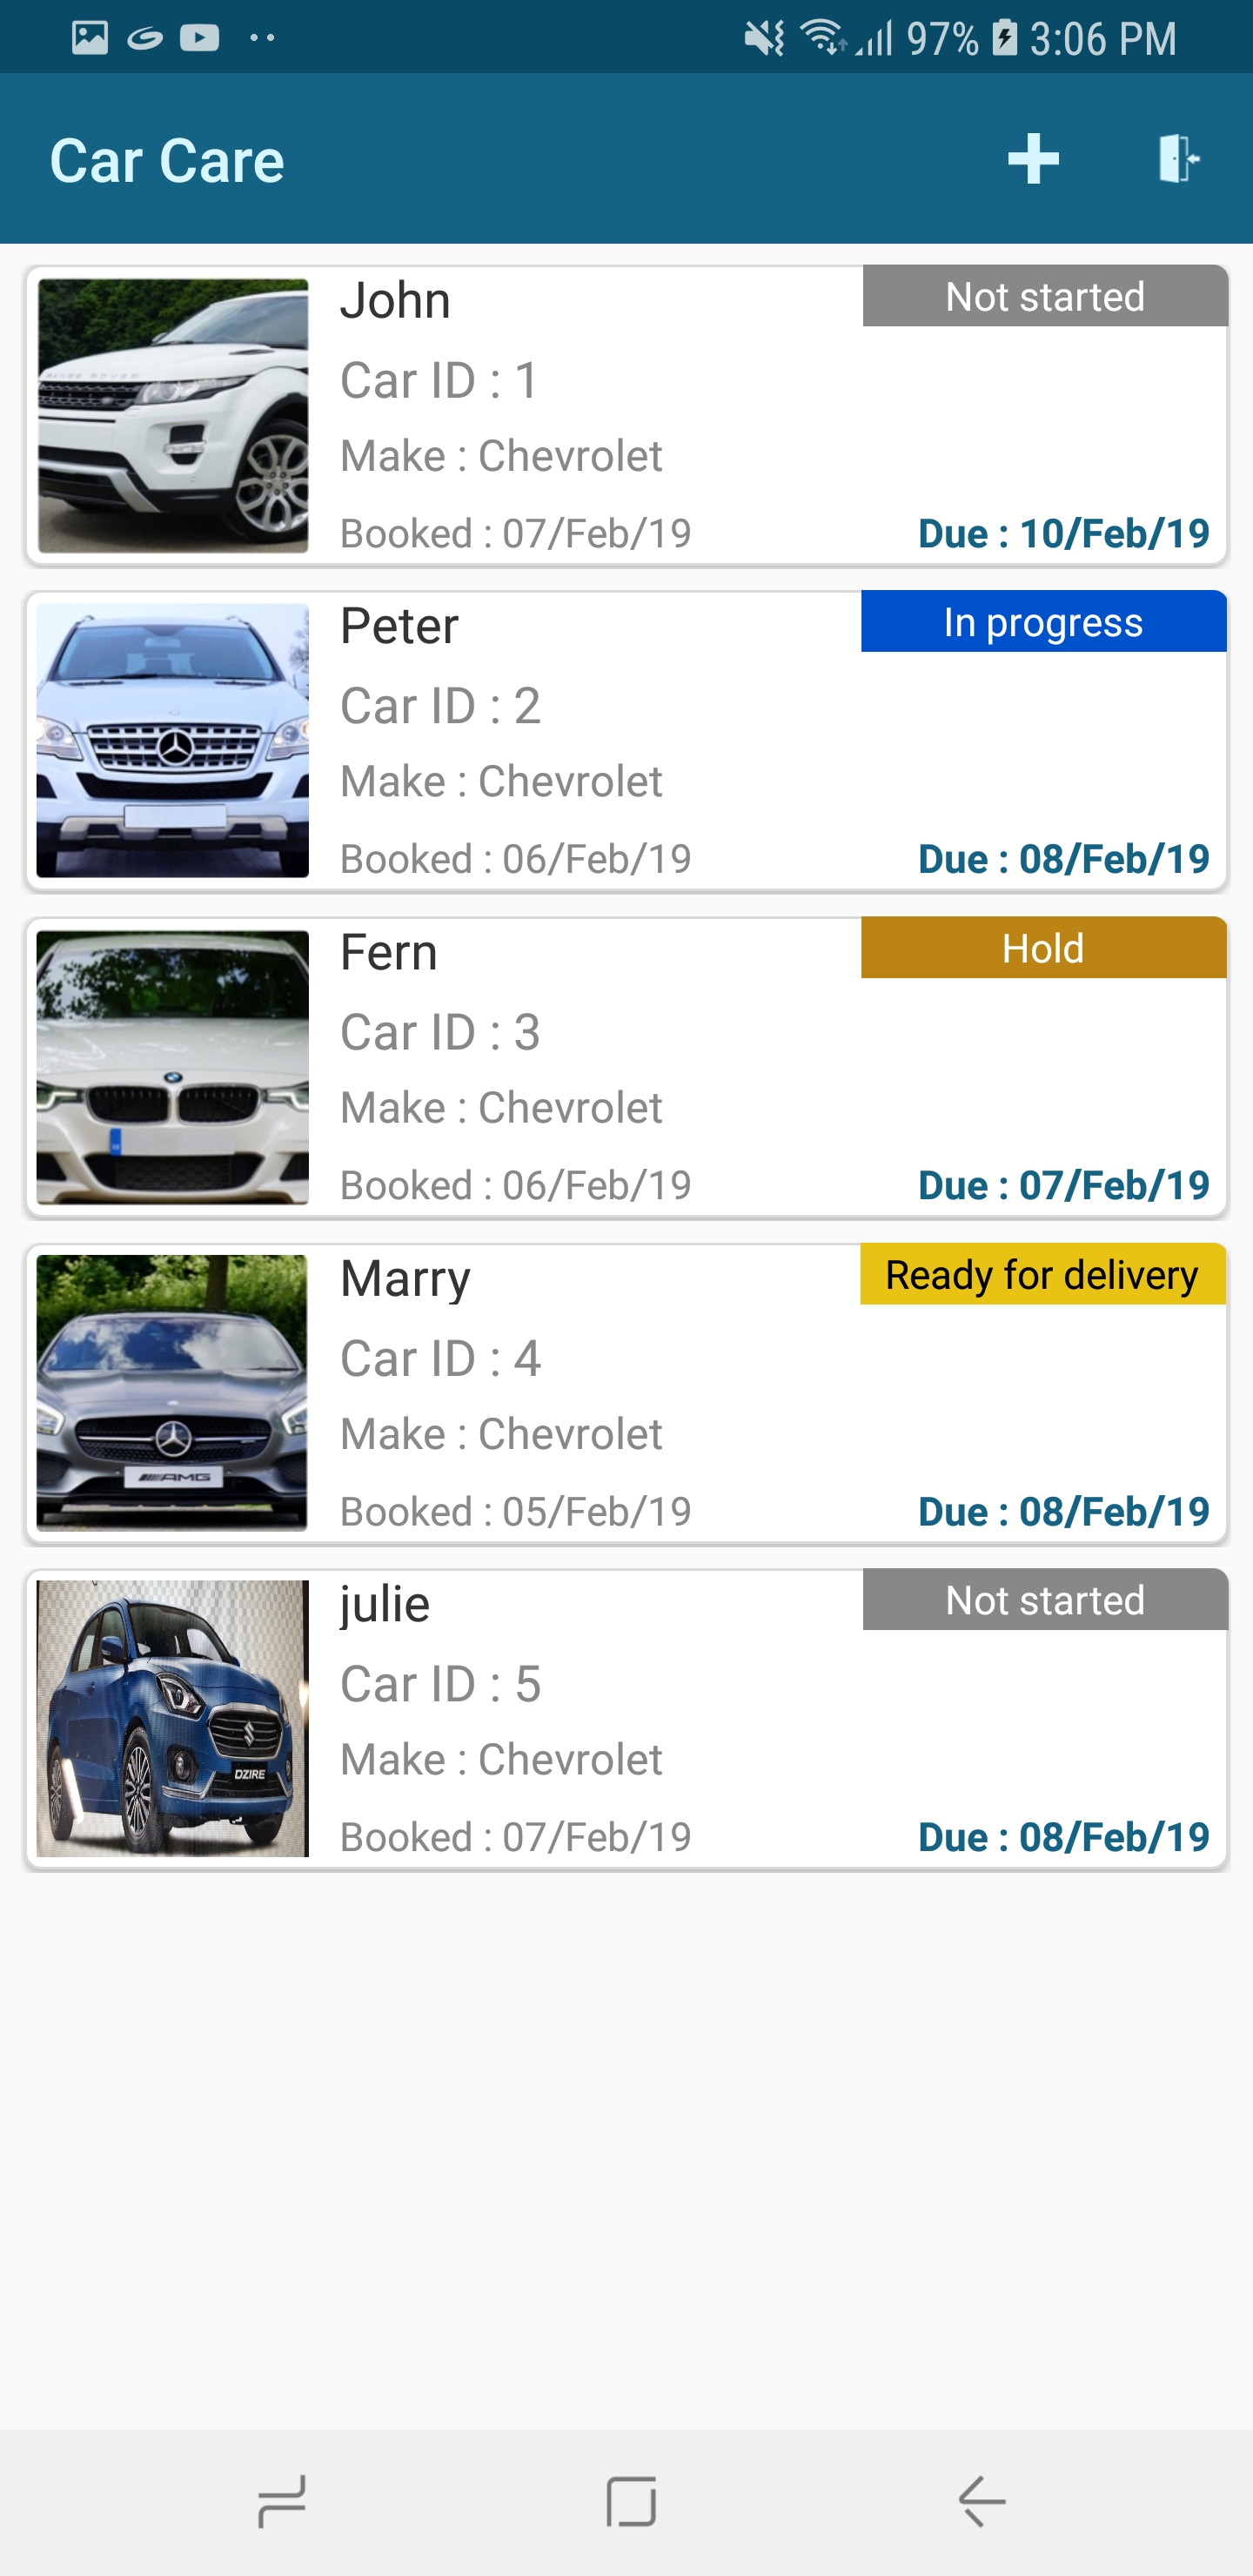 97% 3:06 PM
Car Care
John
Not started
Car ID : 1
Make : Chevrolet
Booked : 07/Feb/19
Due : 10/Feb/19
RANGE ROVER
Peter
In progress
Car ID : 2
Make : Chevrolet
Booked : 06/Feb/19
Due : 08/Feb/19
Fern
Hold
Car ID : 3
Make : Chevrolet
Booked : 06/Feb/19
Due : 07/Feb/19
Marry
Ready for delivery
Car ID : 4
Make : Chevrolet
AMG
Booked : 05/Feb/19
Due : 08/Feb/19
julie
Not started
Car ID : 5
Make : Chevrolet
DZIRE
Booked : 07/Feb/19
Due : 08/Feb/19